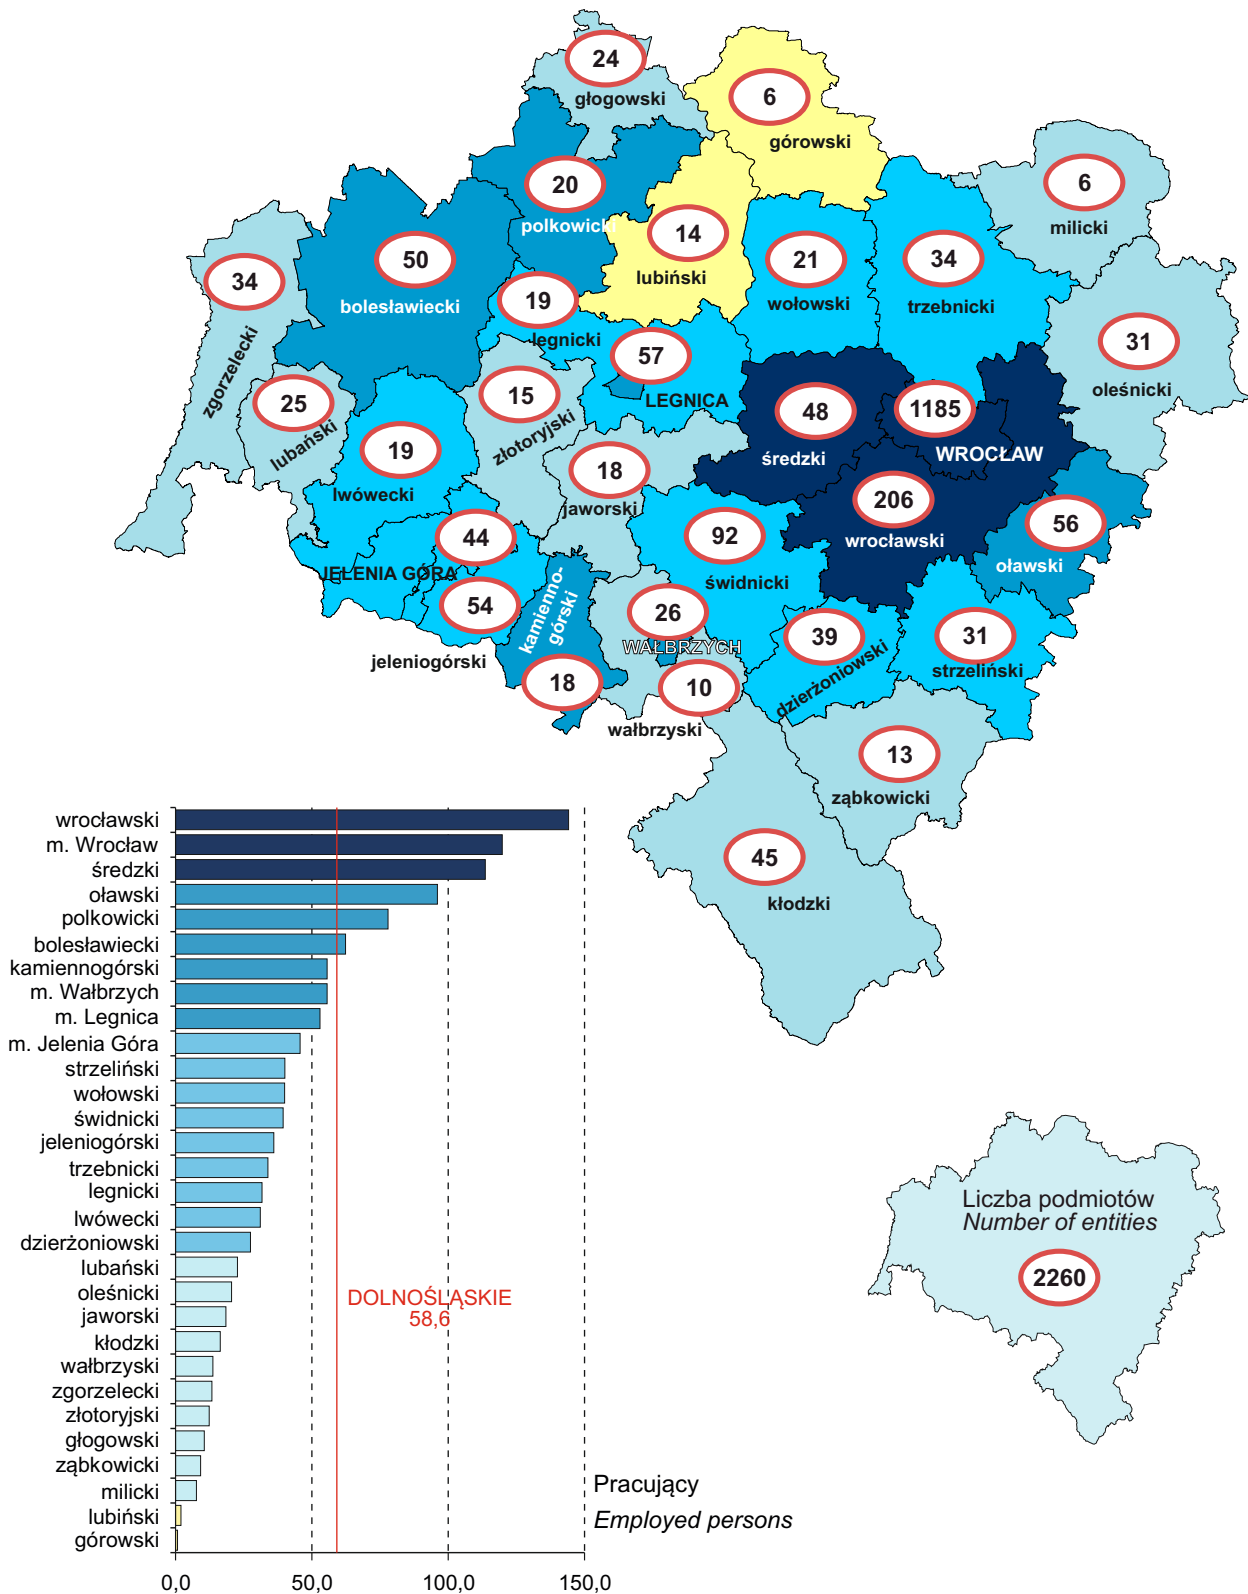 24
głogowski
6
górowski
20
polkowicki
14
lubiński
6
milicki
34
zgorzelecki
50
bolesławiecki
19
legnicki
21
wołowski
34
trzebnicki
31
oleśnicki
57
LEGNICA
25
lubański
15
złotoryjski
48
średzki
1185
WROCŁAW
19
lwówecki
18
jaworski
206
wrocławski
56
oławski
44
JELENIA GÓRA
92
świdnicki
54
jeleniogórski
kamienno-
górski
18
26
WAŁBRZYCH
10
wałbrzyski
39
dzierżoniowski
31
strzeliński
13
ząbkowicki
45
kłodzki
wrocławski
m. Wrocław
średzki
oławski
polkowicki
bolesławiecki
kamiennogórski
m. Wałbrzych
m. Legnica
m. Jelenia Góra
strzeliński
wołowski
świdnicki
jeleniogórski
trzebnicki
legnicki
lwówecki
dzierżoniowski
lubański
oleśnicki
jaworski
kłodzki
wałbrzyski
zgorzelecki
złotoryjski
głogowski
ząbkowicki
milicki
lubiński
górowski
DOLNOŚLĄSKIE
58,6
Pracujący
Employed persons
0,0 50,0 100,0 150,0
Liczba podmiotów
Number of entities
2260